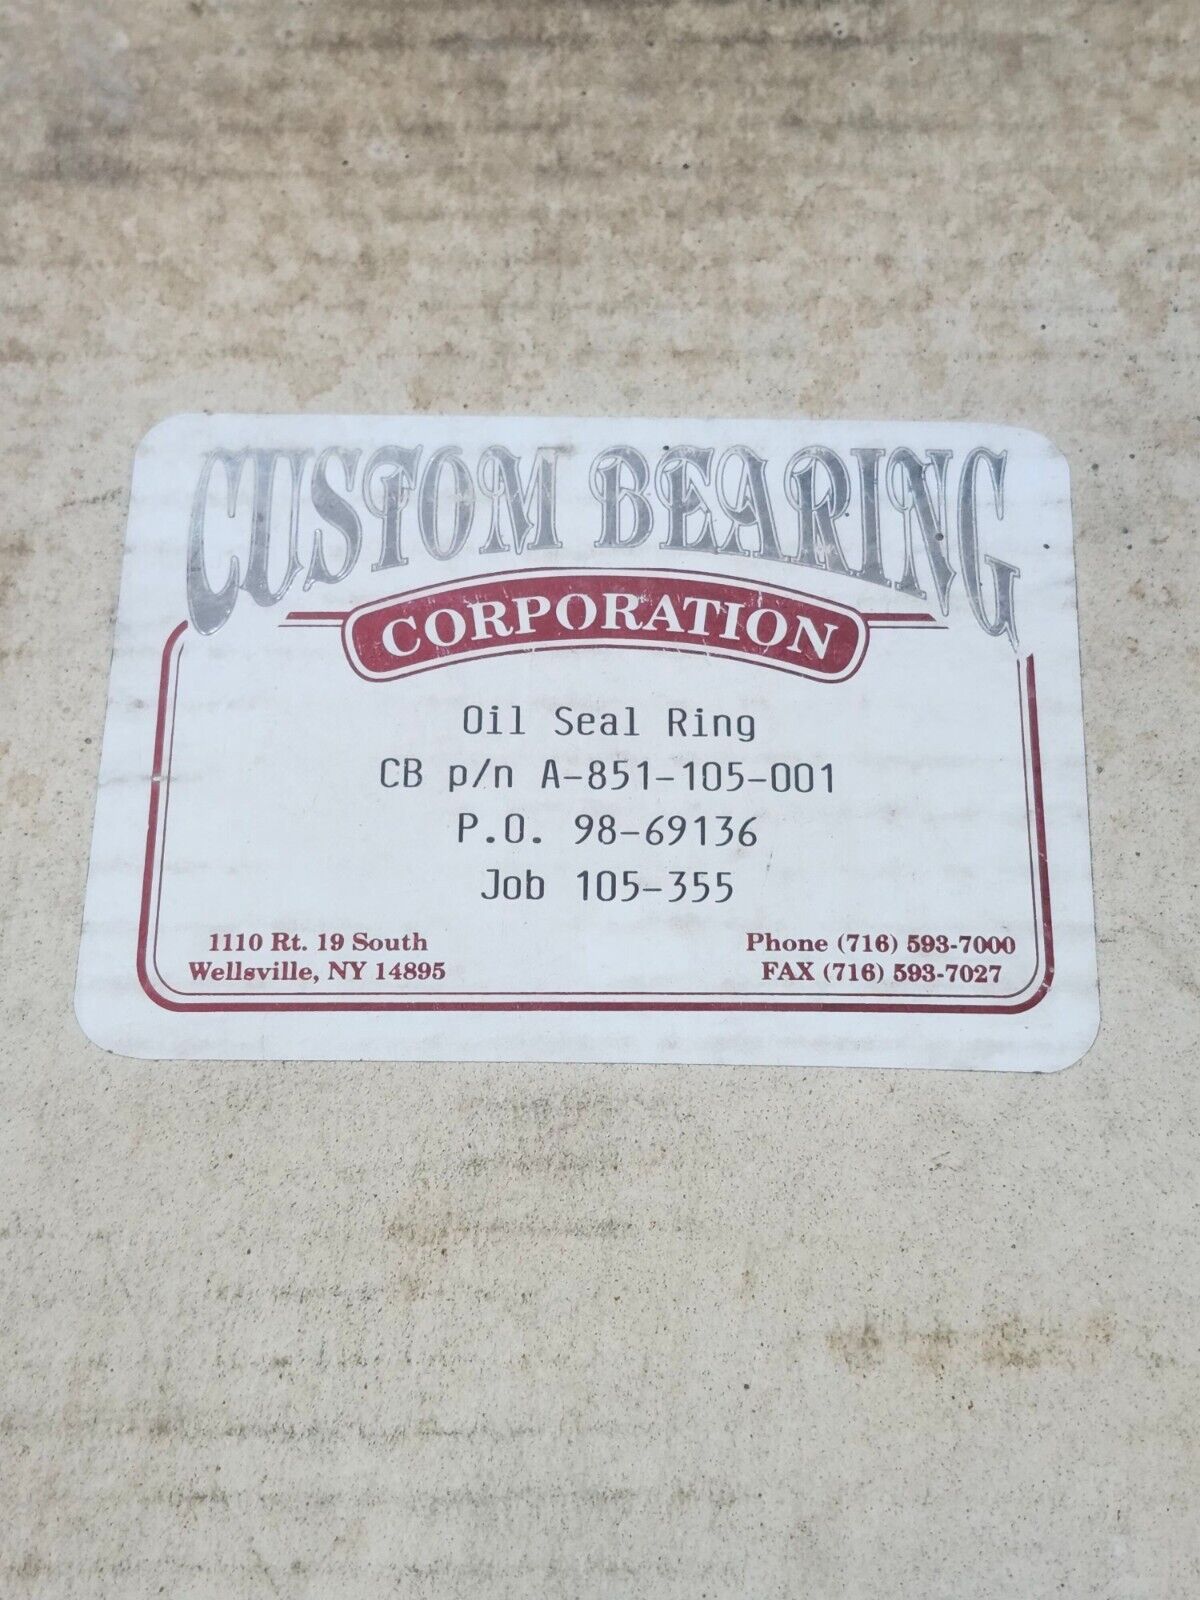 CUSTOM BEARING
CORPORATION
Oil Seal Ring
CB p/n A-851-105-001
P.O. 98-69136
Job 105-355
1110 Rt. 19 South
Wellsville, NY 14895
Phone (716) 593-7000
FAX (716) 593-7027